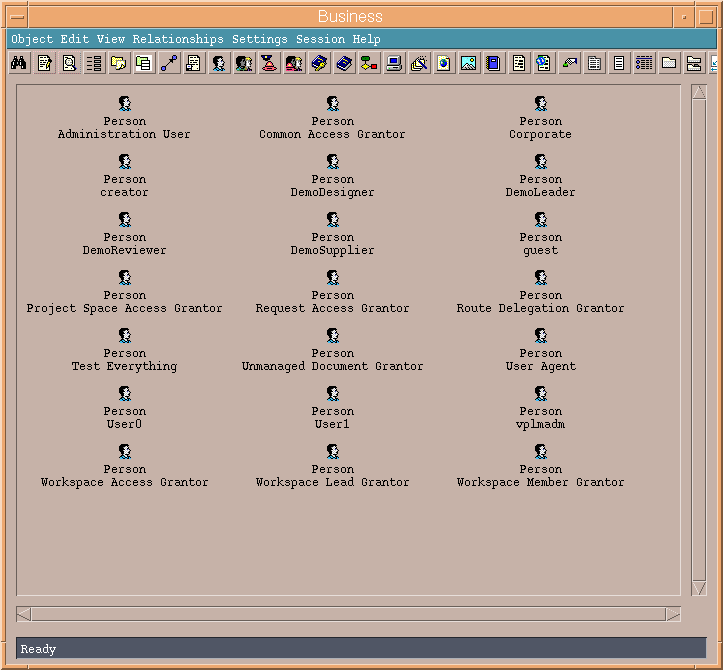 Business
Object Edit View Relationships Settings Session Help
Person Person Person
Administration User Common Access Grantor Corporate
Person Person Person
creator DemoDesigner DemoLeader
Person Person Person
DemoReviewer DemoSupplier guest
Person Person Person
Project Space Access Grantor Request Access Grantor Route Delegation Grantor
Person Person Person
Test Everything Unmanaged Document Grantor User Agent
Person Person Person
User0 User1 vplmadm
Person Person Person
Workspace Access Grantor Workspace Lead Grantor Workspace Member Grantor
Ready